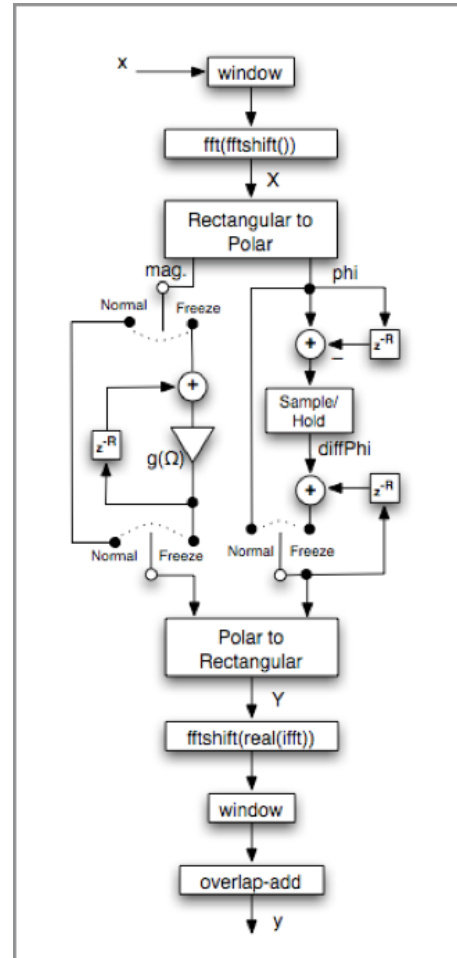 x
window
fft(fftshift())
X
Rectangular to
Polar
mag.
phi
Normal
Freeze
+
z-R
+
–
z-R
g(Ω)
Sample/
Hold
diffPhi
+
z-R
Normal
Freeze
Normal
Freeze
Polar to
Rectangular
Y
fftshift(real(ifft))
window
overlap-add
y